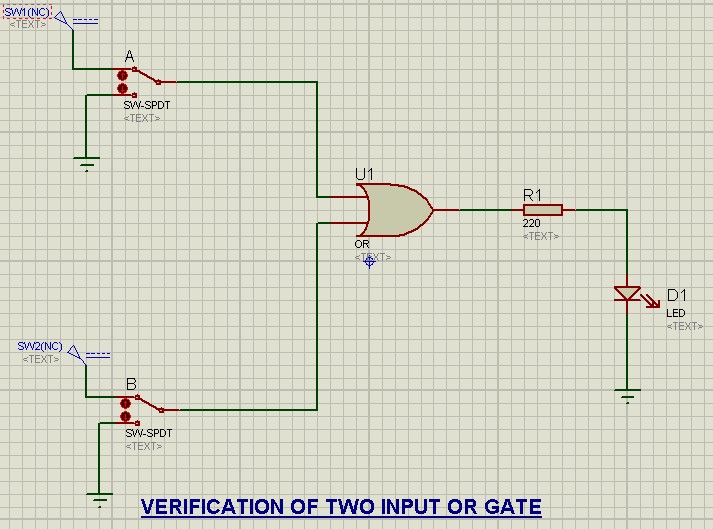 SW1(NC)
<TEXT>
A
SW-SPDT
<TEXT>
U1
OR
<TEXT>
R1
220
<TEXT>
D1
LED
<TEXT>
SW2(NC)
<TEXT>
B
SW-SPDT
<TEXT>
VERIFICATION OF TWO INPUT OR GATE